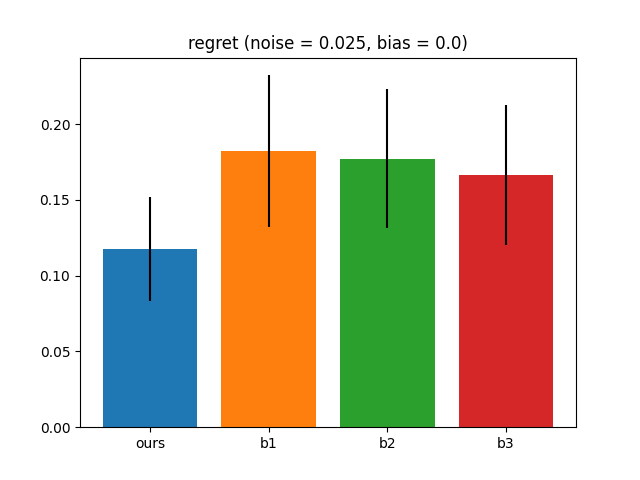 regret (noise = 0.025, bias = 0.0)
0.20
0.15
0.10
0.05
0.00
ours b1 b2 b3